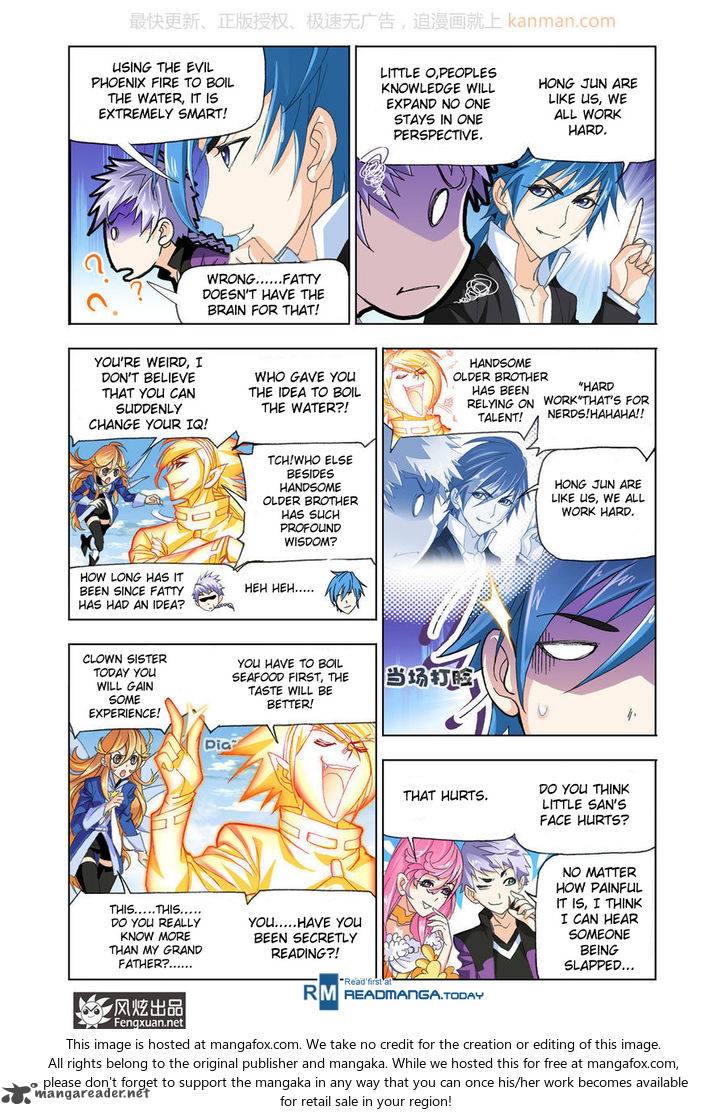 最快更新、正版授权、极速无广告，追漫画就上 kanman.com
HONG JUN ARE
LIKE US, WE
ALL WORK
HARD.
LITTLE O,PEOPLES
KNOWLEDGE WILL
EXPAND NO ONE
STAYS IN ONE
PERSPECTIVE.
USING THE EVIL
PHOENIX FIRE TO BOIL
THE WATER, IT IS
EXTREMELY SMART!
?
?
WRONG......FATTY
DOESN'T HAVE THE
BRAIN FOR THAT!
"HARD
WORK"THAT'S FOR
NERDS!HAHAHA!!
HANDSOME
OLDER BROTHER
HAS BEEN
RELYING ON
TALENT!
HONG JUN ARE
LIKE US, WE ALL
WORK HARD.
当场打脸
WHO GAVE YOU
THE IDEA TO BOIL
THE WATER?!
YOU'RE WEIRD, I
DON'T BELIEVE
THAT YOU CAN
SUDDENLY
CHANGE YOUR IQ!
TCH!WHO ELSE
BESIDES
HANDSOME
OLDER BROTHER
HAS SUCH
PROFOUND
WISDOM?
HEH HEH.....
HOW LONG HAS IT
BEEN SINCE FATTY
HAS HAD AN IDEA?
DO YOU THINK
LITTLE SAN'S
FACE HURTS?
THAT HURTS.
NO MATTER
HOW PAINFUL
IT IS, I THINK
I CAN HEAR
SOMEONE
BEING
SLAPPED...
YOU HAVE TO BOIL
SEAFOOD FIRST, THE
TASTE WILL BE
BETTER!
CLOWN SISTER
TODAY YOU
WILL GAIN
SOME
EXPERIENCE!
Dia~
YOU.....HAVE YOU
BEEN SECRETLY
READING?!
THIS.....THIS.....
DO YOU REALLY
KNOW MORE
THAN MY GRAND
FATHER?......
风炫出品
Fengxuan.net
RM Read first at
READMANGA.TODAY
This image is hosted at mangafox.com. We take no credit for the creation or editing of this image.
All rights belong to the original publisher and mangaka. While we hosted this for free at mangafox.com,
please don't forget to support the mangaka in any way that you can once his/her work becomes available
for retail sale in your region!
mangareader.net